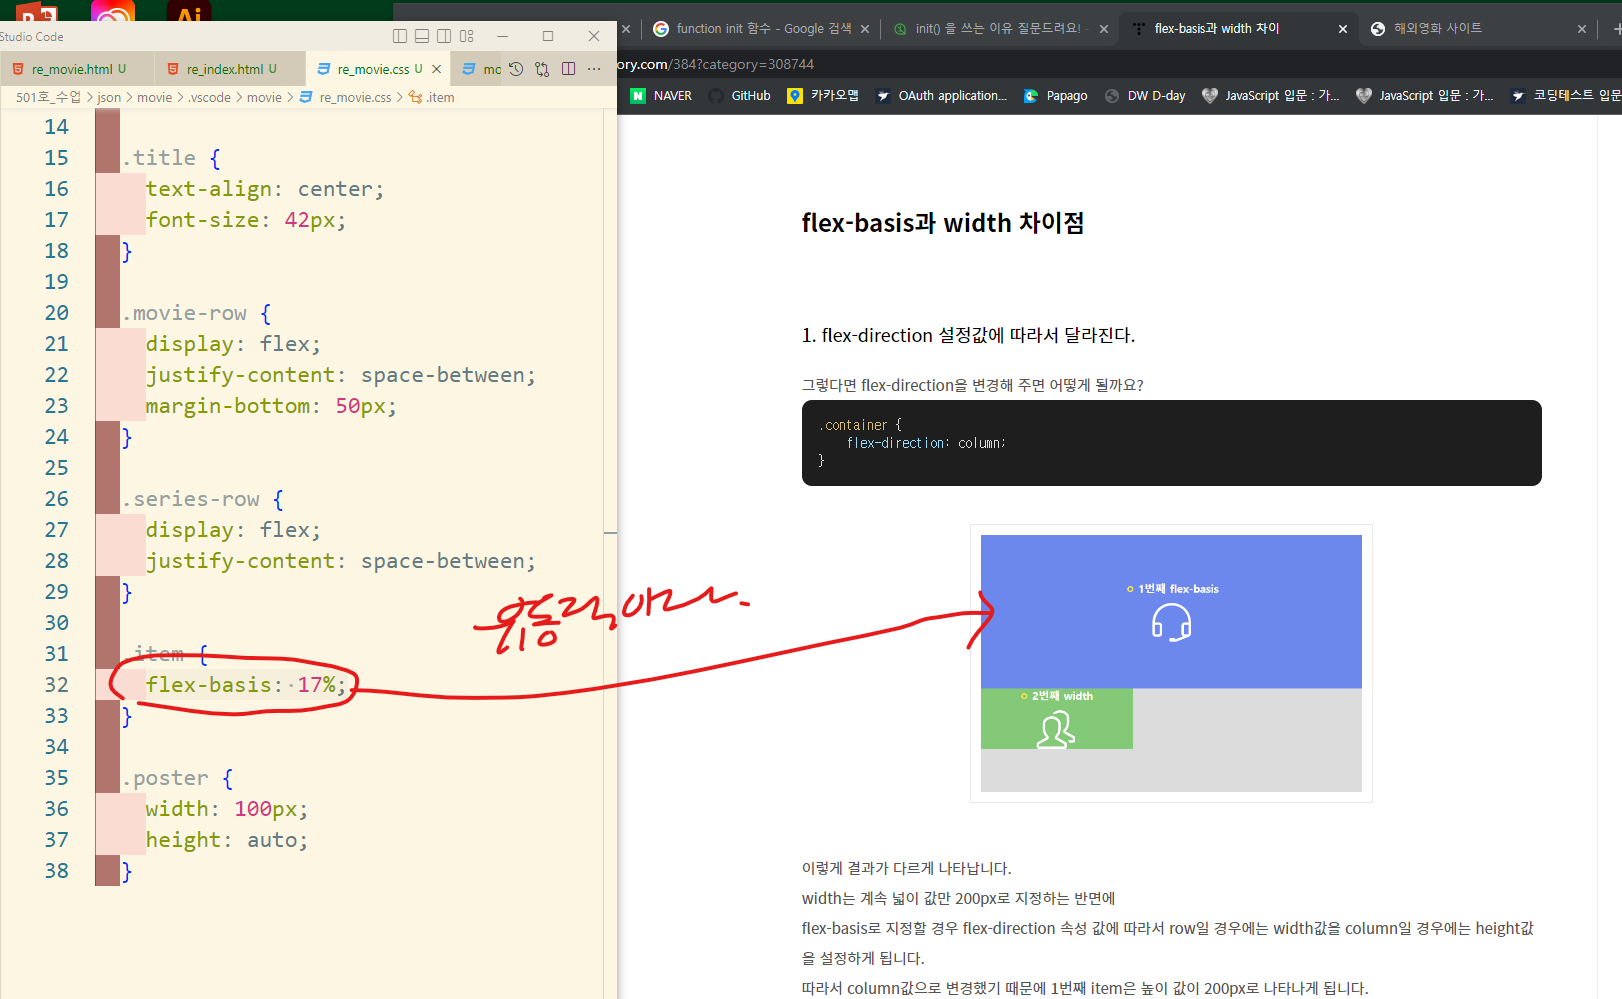 Studio Code
re_movie.html U
re_index.html U
re_movie.css U
mo
501호_수업 > json > movie > .vscode > movie > re_movie.css > .item
14
15 .title {
16 text-align: center;
17 font-size: 42px;
18 }
19
20 .movie-row {
21 display: flex;
22 justify-content: space-between;
23 margin-bottom: 50px;
24 }
25
26 .series-row {
27 display: flex;
28 justify-content: space-between;
29 }
30
31 .item {
32 flex-basis: 17%;
33 }
34
35 .poster {
36 width: 100px;
37 height: auto;
38 }
function init 함수 - Google 검색
init() 을 쓰는 이유 질문드려요! -
flex-basis과 width 차이
해외영화 사이트
ory.com/384?category=308744
NAVER
GitHub
카카오맵
OAuth application...
Papago
DW D-day
JavaScript 입문 : 가...
JavaScript 입문 : 가...
코딩테스트 입문
flex-basis과 width 차이점
1. flex-direction 설정값에 따라서 달라진다.
그렇다면 flex-direction을 변경해 주면 어떻게 될까요?
.container {
flex-direction: column;
}
1번째 flex-basis
2번째 width
이렇게 결과가 다르게 나타납니다.
width는 계속 넓이 값만 200px로 지정하는 반면에
flex-basis로 지정할 경우 flex-direction 속성 값에 따라서 row일 경우에는 width값을 column일 경우에는 height값
을 설정하게 됩니다.
따라서 column값으로 변경했기 때문에 1번째 item은 높이 값이 200px로 나타나게 됩니다.